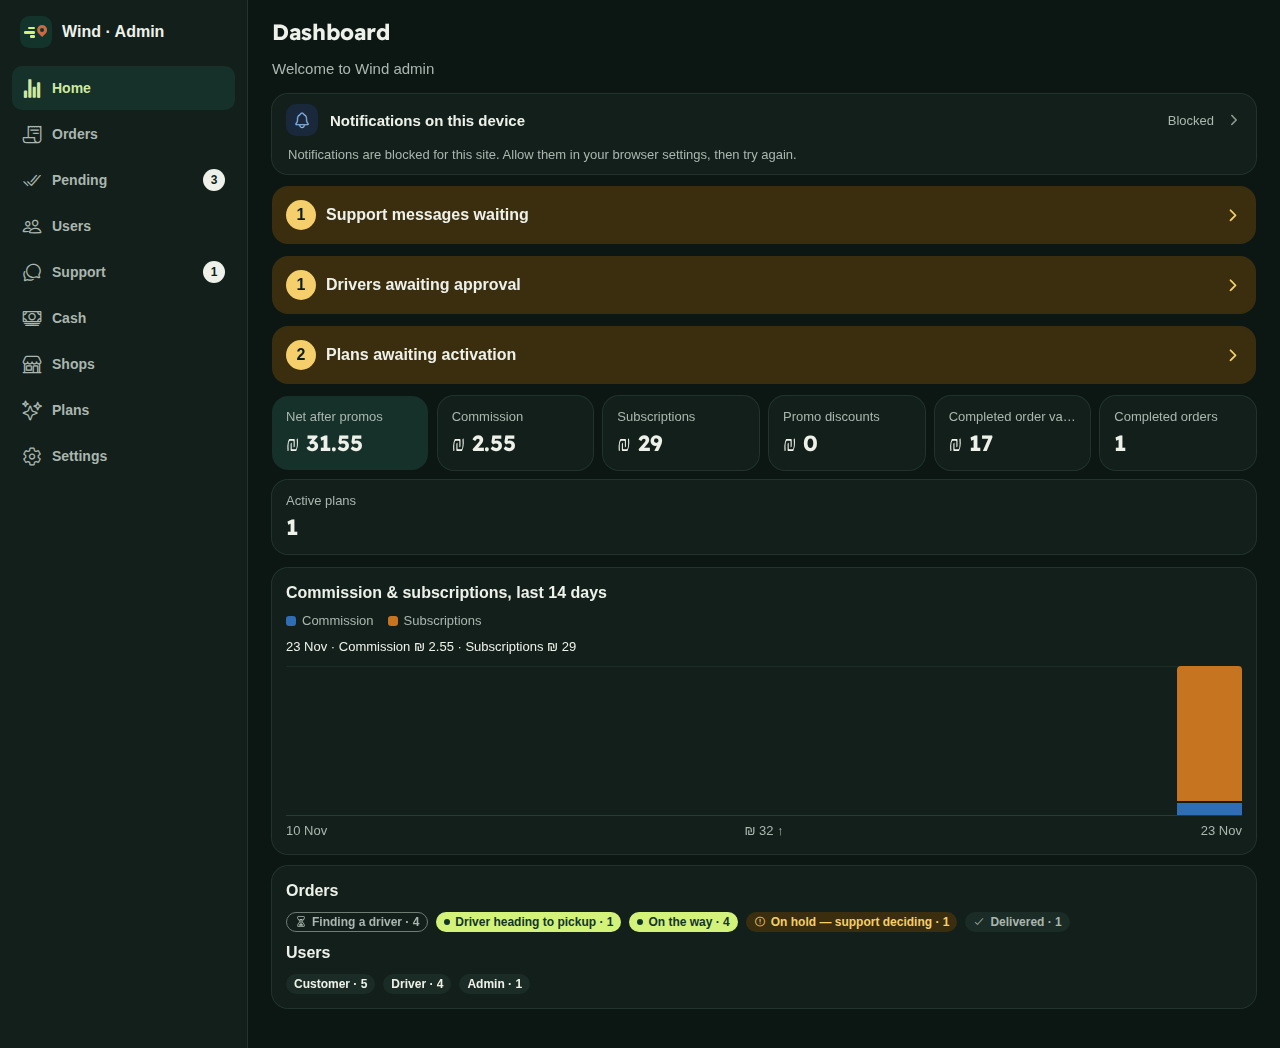 Wind · Admin
Home
Orders
Pending 3
Users
Support 1
Cash
Shops
Plans
Settings
Dashboard
Welcome to Wind admin
Notifications on this device Blocked
Notifications are blocked for this site. Allow them in your browser settings, then try again.
1 Support messages waiting
1 Drivers awaiting approval
2 Plans awaiting activation
Net after promos
₪ 31.55
Commission
₪ 2.55
Subscriptions
₪ 29
Promo discounts
₪ 0
Completed order va…
₪ 17
Completed orders
1
Active plans
1
Commission & subscriptions, last 14 days
Commission Subscriptions
23 Nov · Commission ₪ 2.55 · Subscriptions ₪ 29
10 Nov ₪ 32 ↑ 23 Nov
Orders
Finding a driver · 4 Driver heading to pickup · 1 On the way · 4 On hold — support deciding · 1 Delivered · 1
Users
Customer · 5 Driver · 4 Admin · 1